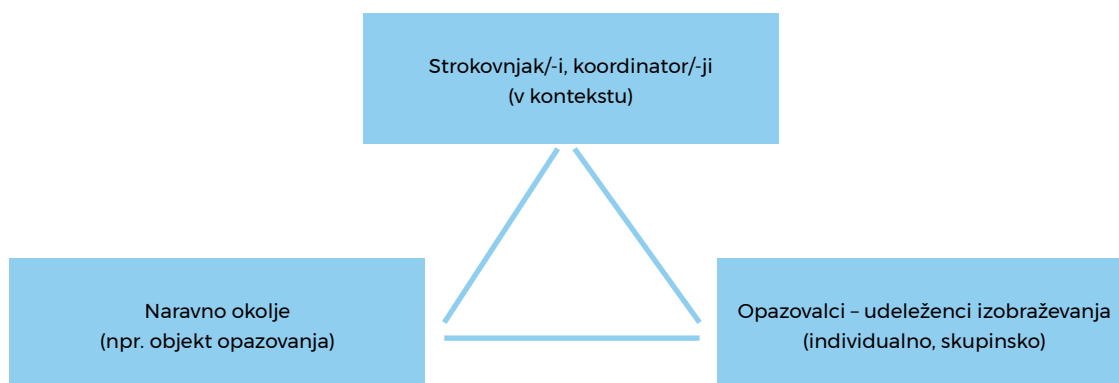 Strokovnjak/-i, koordinator/-ji
(v kontekstu)
Naravno okolje
(npr. objekt opazovanja)
Opazovalci – udeleženci izobraževanja
(individualno, skupinsko)